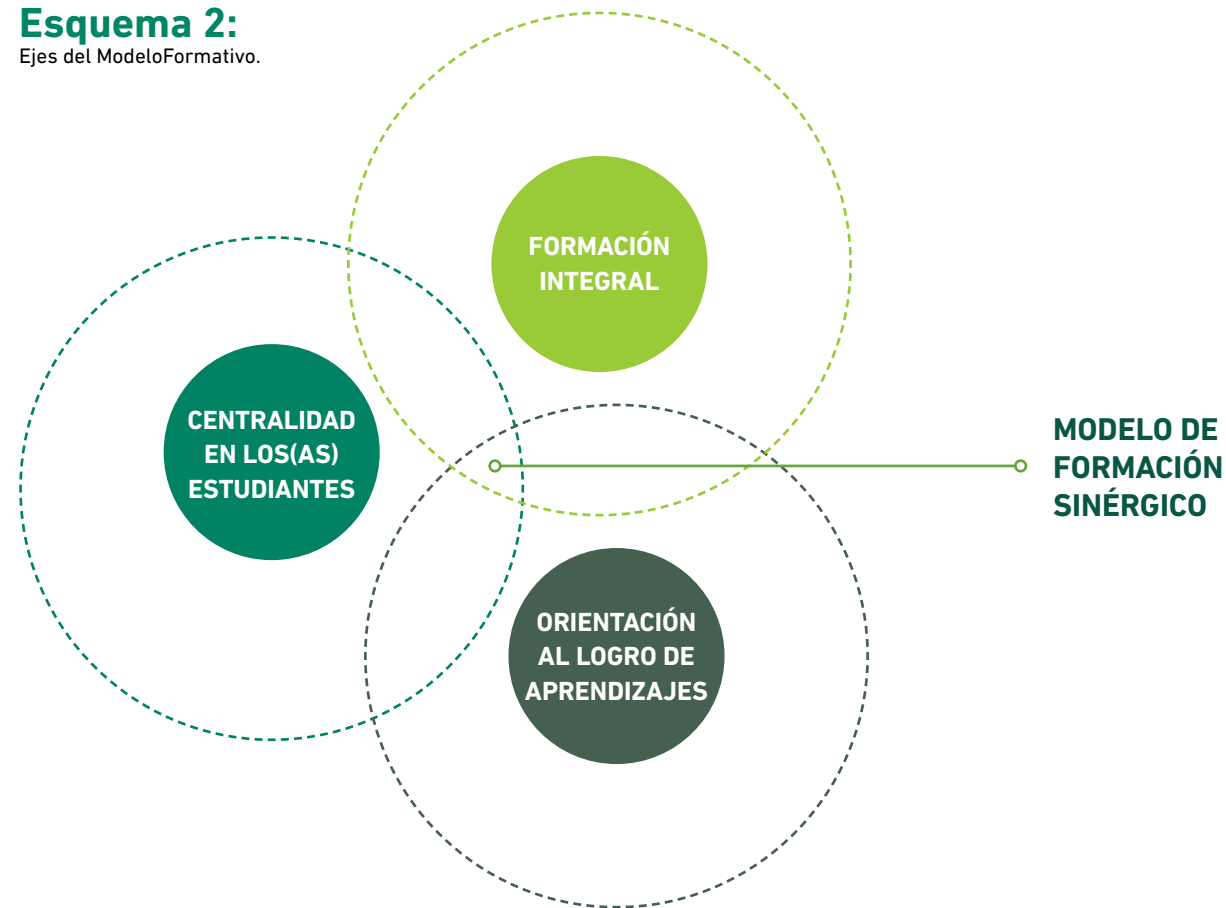 Esquema 2:
Ejes del ModeloFormativo.
FORMACIÓN
INTEGRAL
CENTRALIDAD
EN LOS(AS)
ESTUDIANTES
MODELO DE
FORMACIÓN
SINÉRGICO
ORIENTACIÓN
AL LOGRO DE
APRENDIZAJES